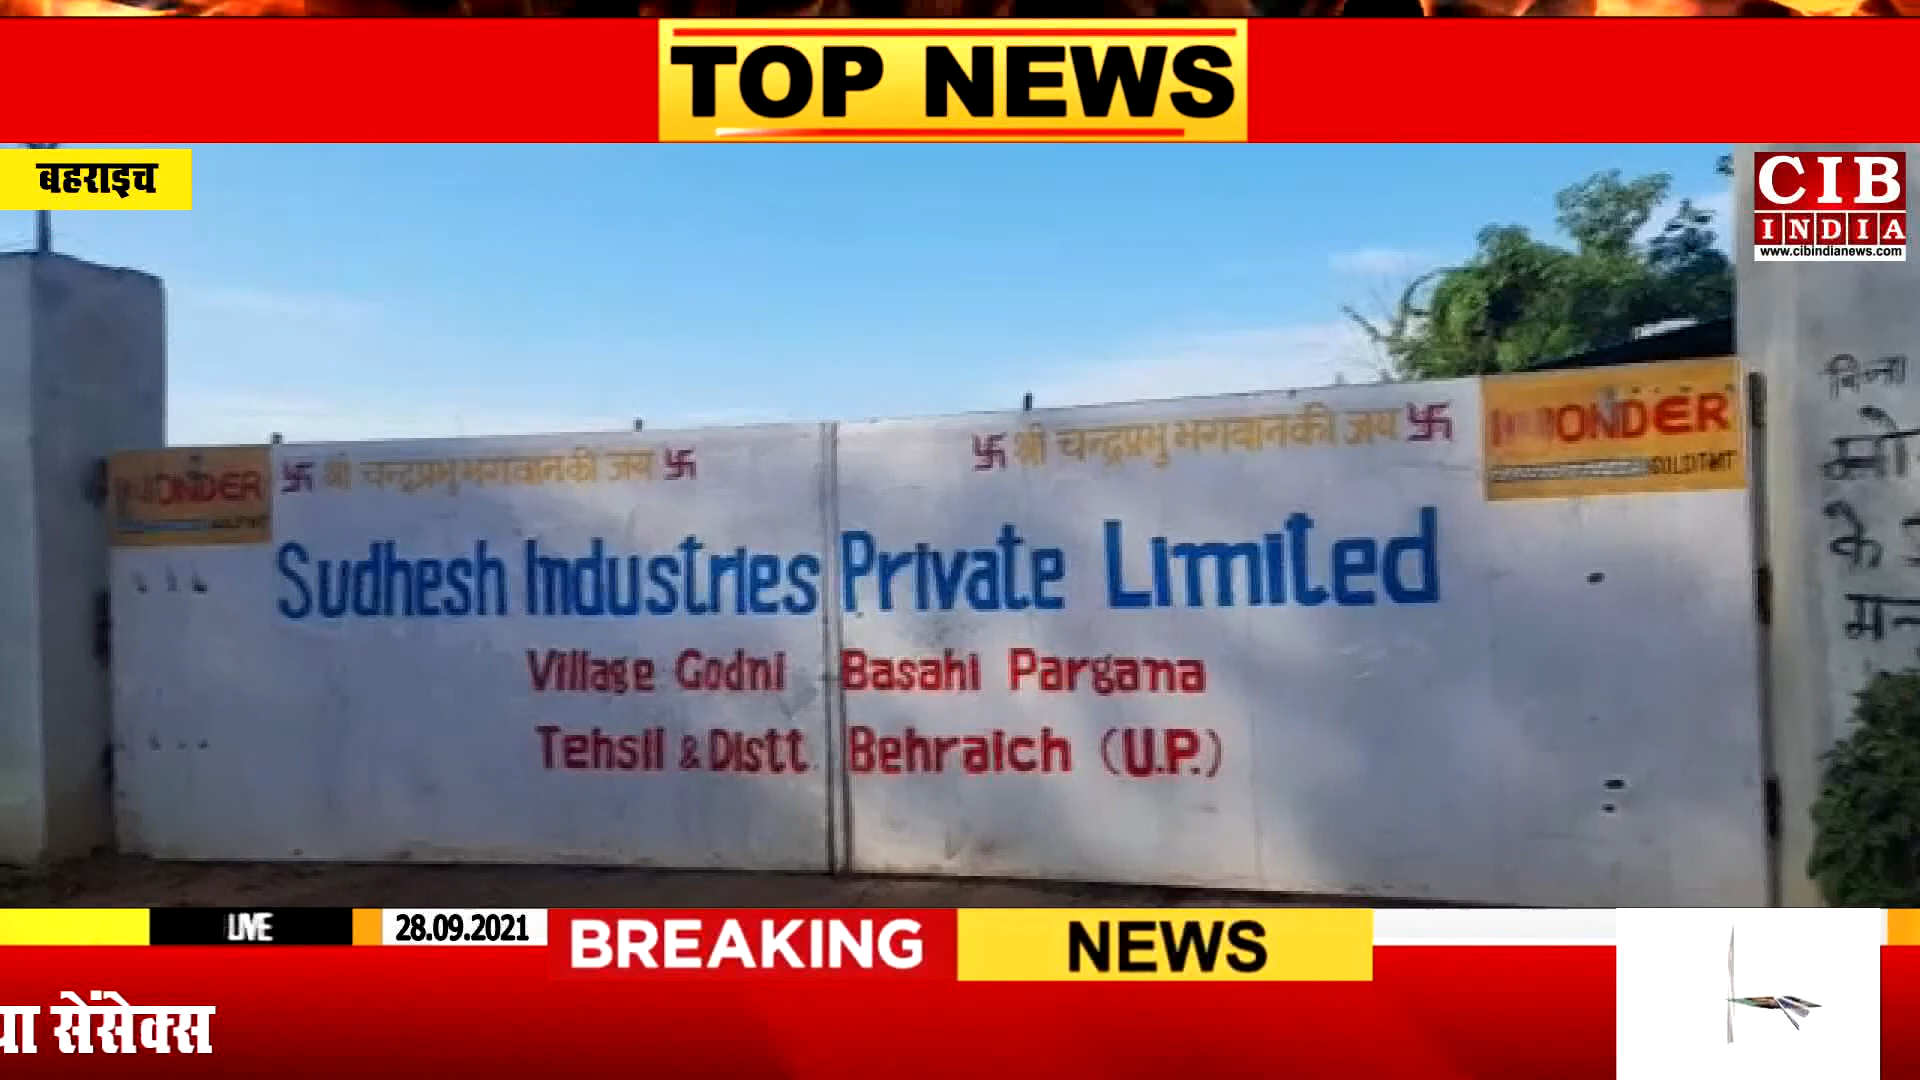 TOP NEWS
बहराइच
CIB
INDIA
www.cibindianews.com
श्री चन्द्रप्रभु भगवान की जय
श्री चन्द्रप्रभु भगवान की जय
WONDER
WONDER
GOLD TMT
Sudhesh Industries Private Limited
Village Godni Basahi Pargana
Tehsil & Distt. Behraich (U.P.)
के
LIVE
28.09.2021
BREAKING NEWS
सेंसेक्स